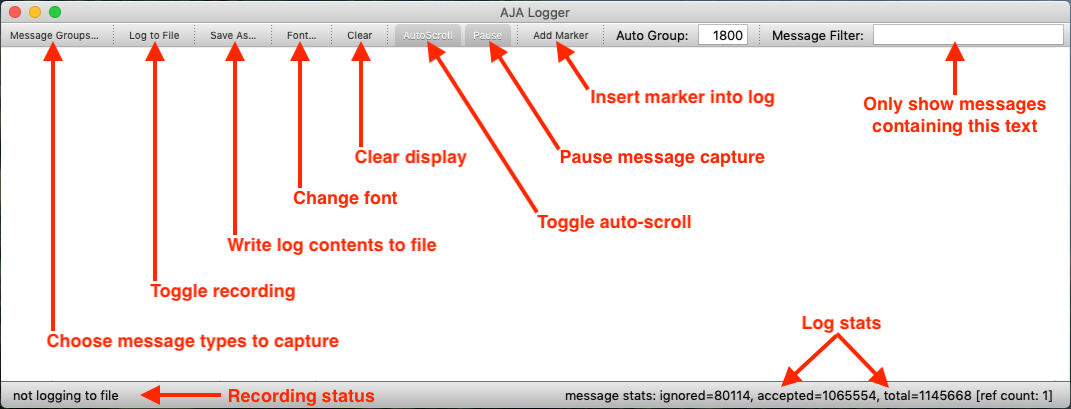 AJA Logger
Message Groups... Log to File Save As... Font... Clear AutoScroll Pause Add Marker Auto Group: 1800 Message Filter:
Insert marker into log
Only show messages
containing this text
Clear display
Pause message capture
Change font
Toggle auto-scroll
Write log contents to file
Toggle recording
Log stats
Choose message types to capture
not logging to file
Recording status
message stats: ignored=80114, accepted=1065554, total=1145668 [ref count: 1]